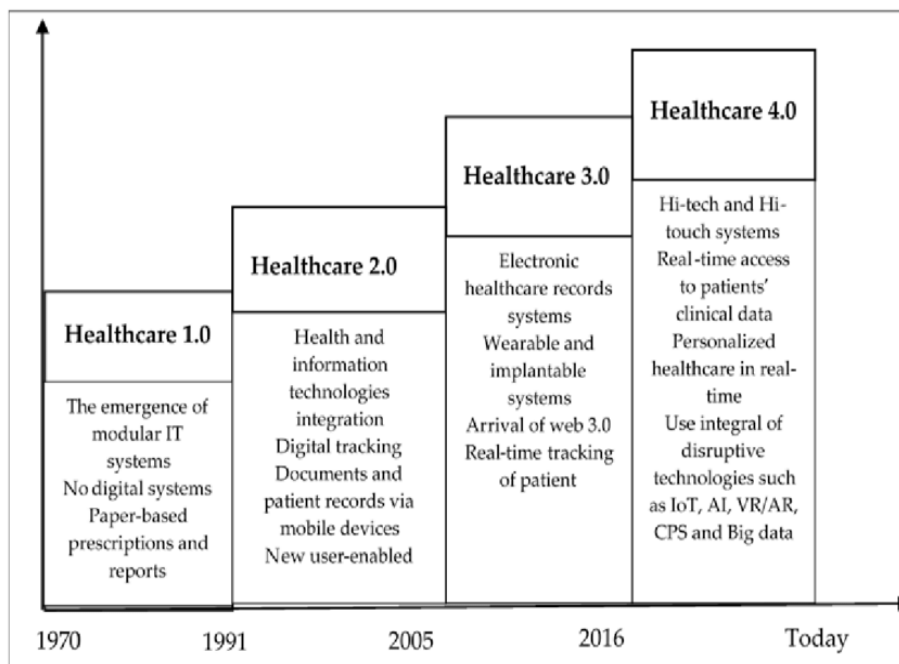 Healthcare 1.0
The emergence of
modular IT
systems
No digital systems
Paper-based
prescriptions and
reports
Healthcare 2.0
Health and
information
technologies
integration
Digital tracking
Documents and
patient records via
mobile devices
New user-enabled
Healthcare 3.0
Electronic
healthcare records
systems
Wearable and
implantable
systems
Arrival of web 3.0
Real-time tracking
of patient
Healthcare 4.0
Hi-tech and Hi-
touch systems
Real-time access
to patients'
clinical data
Personalized
healthcare in real-
time
Use integral of
disruptive
technologies such
as IoT, AI, VR/AR,
CPS and Big data
1970
1991
2005
2016
Today